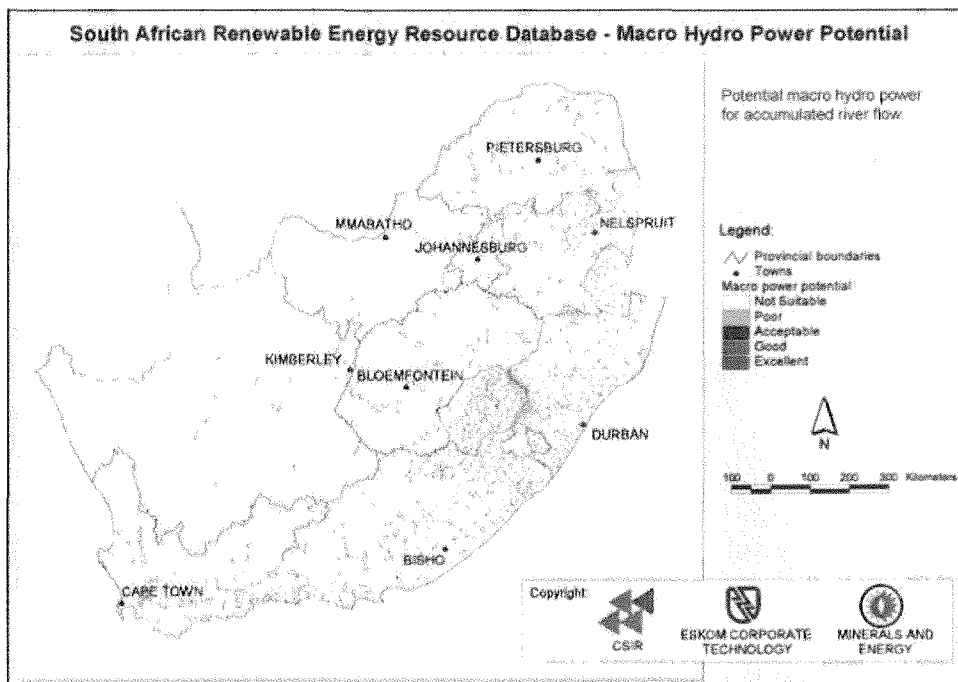 South African Renewable Energy Resource Database - Macro Hydro Power Potential
Potential macro hydro power
for accumulated river flow
PIETERSBURG
MMABATHO
NELSPRUIT
JOHANNESBURG
KIMBERLEY
BLOEMFONTEIN
DURBAN
BISHO
CAPE TOWN
Legend:
Provincial boundaries
Towns
Macro power potential
Not Suitable
Poor
Acceptable
Good
Excellent
N
100 0 100 200 300 Kilometers
Copyright:
CSIR
ESKOM CORPORATE
TECHNOLOGY
MINERALS AND
ENERGY